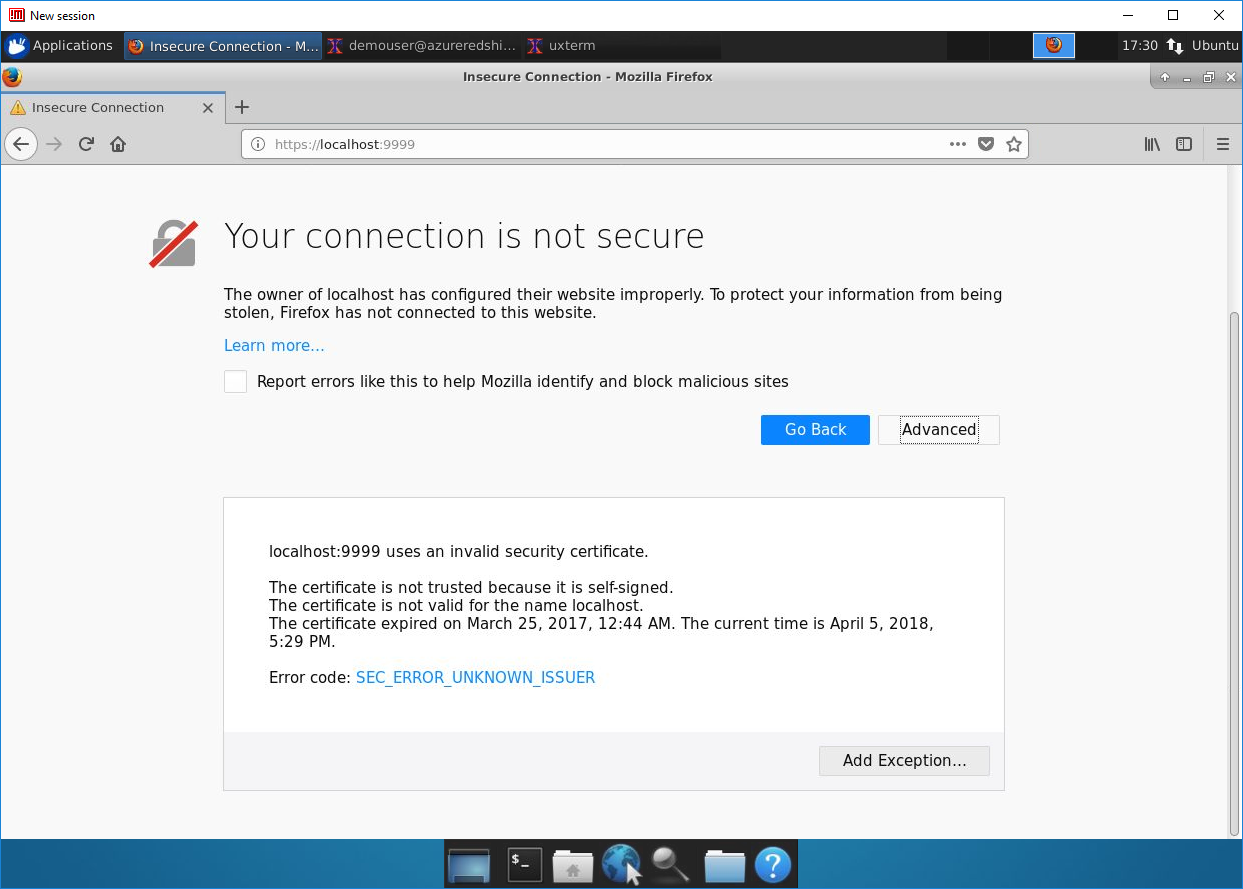 New session
Applications
Insecure Connection - M...
demouser@azureredshi...
uxterm
17:30
Ubuntu
Insecure Connection - Mozilla Firefox
Insecure Connection
https://localhost:9999
Your connection is not secure
The owner of localhost has configured their website improperly. To protect your information from being
stolen, Firefox has not connected to this website.
Learn more…
Report errors like this to help Mozilla identify and block malicious sites
Go Back
Advanced
localhost:9999 uses an invalid security certificate.
The certificate is not trusted because it is self-signed.
The certificate is not valid for the name localhost.
The certificate expired on March 25, 2017, 12:44 AM. The current time is April 5, 2018,
5:29 PM.
Error code: SEC_ERROR_UNKNOWN_ISSUER
Add Exception…
$_
?